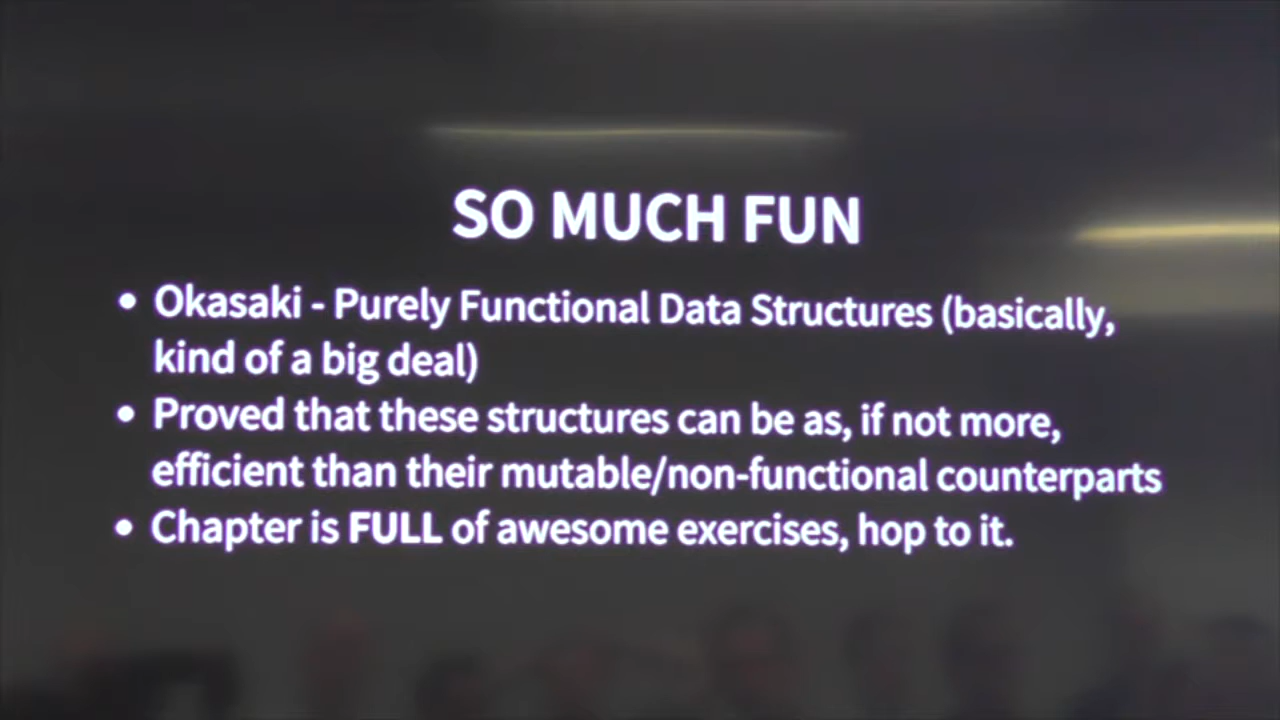 SO MUCH FUN
• Okasaki - Purely Functional Data Structures (basically,
kind of a big deal)
• Proved that these structures can be as, if not more,
efficient than their mutable/non-functional counterparts
• Chapter is FULL of awesome exercises, hop to it.